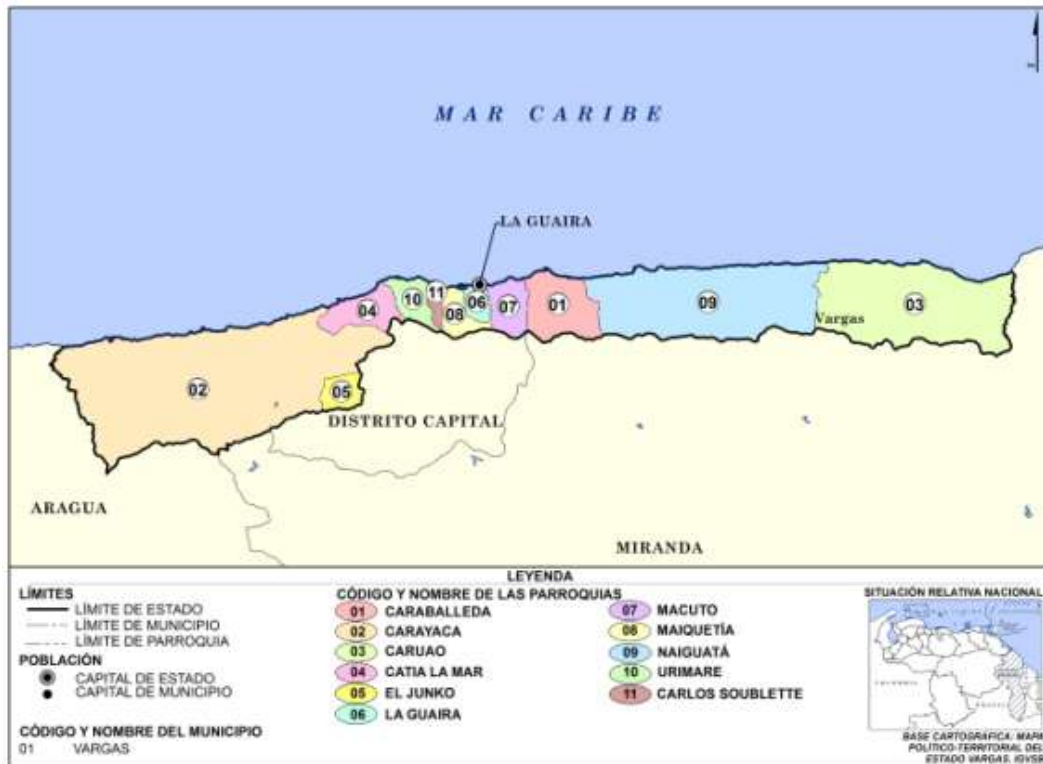 MAR CARIBE
LA GUAIRA
11
10
06
04
08
07
01
09
03
Vargas
02
05
DISTRITO CAPITAL
ARAGUA
MIRANDA
LEYENDA
LÍMITES
LÍMITE DE ESTADO
LÍMITE DE MUNICIPIO
LÍMITE DE PARROQUIA
POBLACIÓN
CAPITAL DE ESTADO
CAPITAL DE MUNICIPIO
CÓDIGO Y NOMBRE DEL MUNICIPIO
01 VARGAS
CÓDIGO Y NOMBRE DE LAS PARROQUIAS
01 CARABALLEDA
02 CARAYACA
03 CARUAO
04 CATIA LA MAR
05 EL JUNKO
06 LA GUAIRA
07 MACUTO
08 MAIQUETÍA
09 NAIGUATÁ
10 URIMARE
11 CARLOS SOUBLETTE
SITUACIÓN RELATIVA NACIONAL
BASE CARTOGRÁFICA: MAPA
POLÍTICO-TERRITORIAL DEL
ESTADO VARGAS. IGVSB